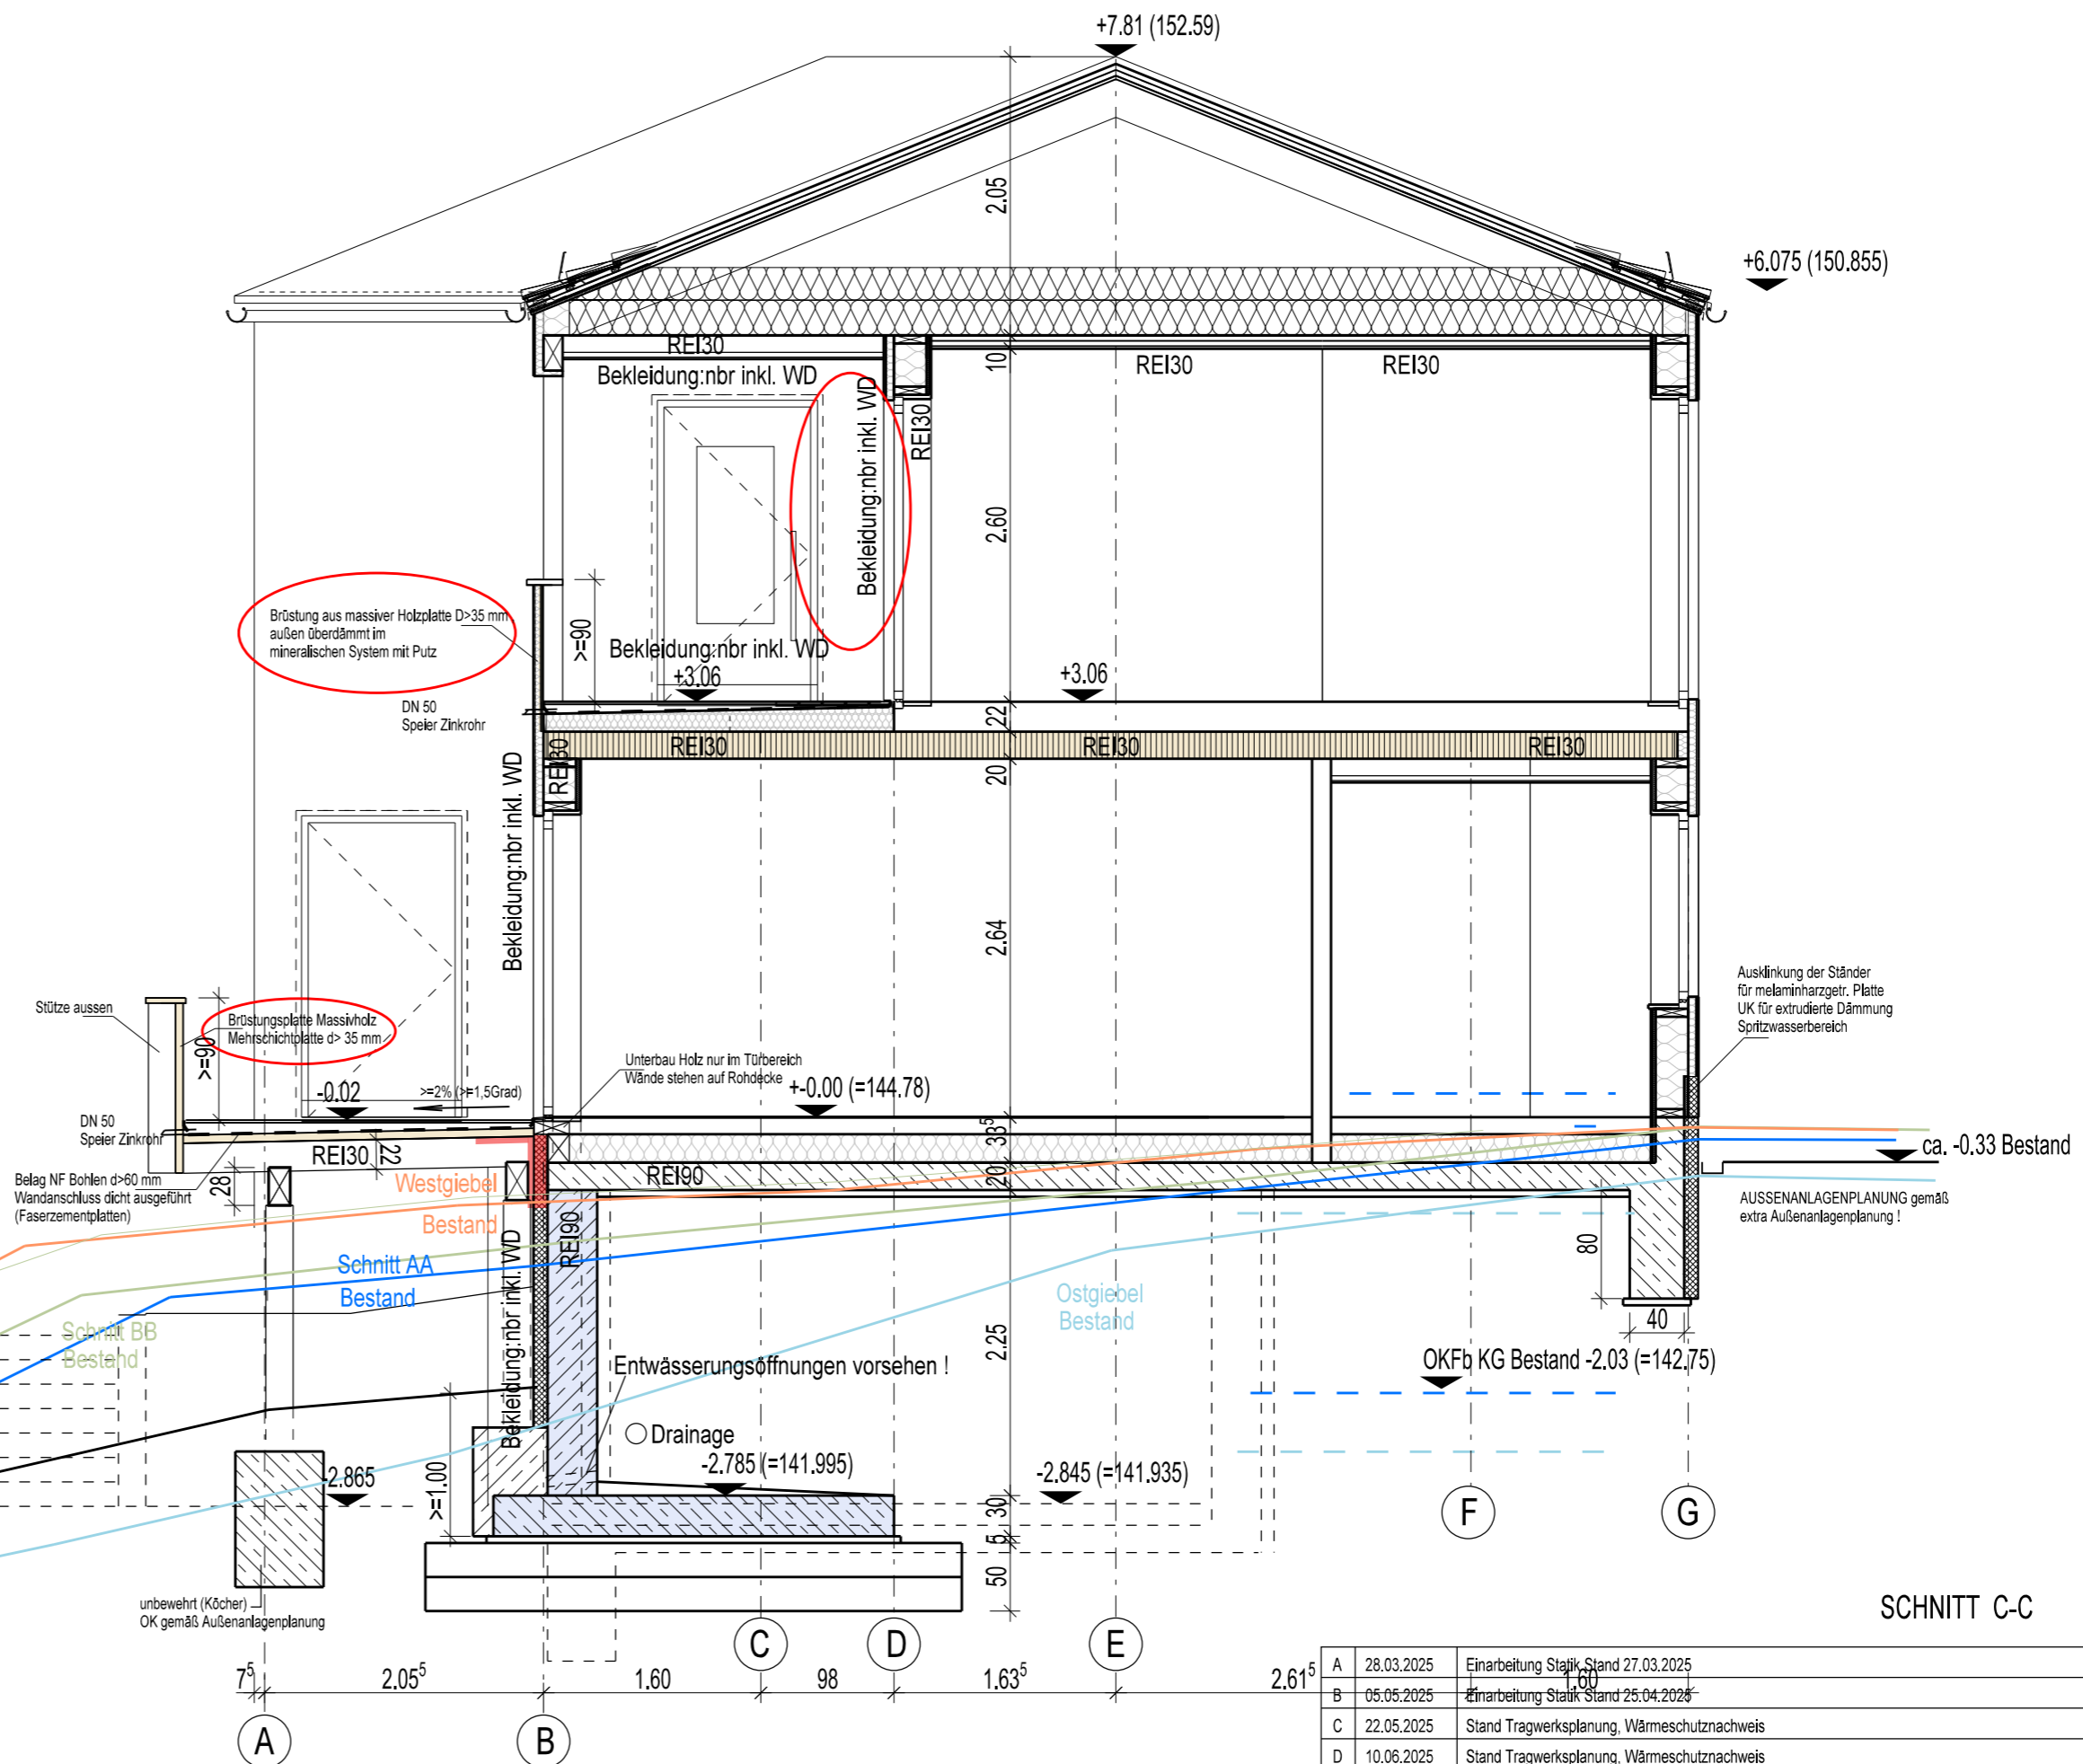 +7.81 (152.59)
2.05
+6.075 (150.855)
REI30
10
REI30
REI30
Bekleidung:nbr inkl. WD
Bekleidung:nbr inkl. WD
REI30
2.60
Brüstung aus massiver Holzplatte D>35 mm
außen überdämmt im
mineralischen System mit Putz
>=90
Bekleidung:nbr inkl. WD
+3.06
+3.06
DN 50
Speier Zinkrohr
22
REI30
REI30
REI30
REI30
20
Bekleidung:nbr inkl. WD
2.64
Stütze aussen
Brüstungsplatte Massivholz
Mehrschichtplatte d> 35 mm
>=90
Ausklinkung der Ständer
für melaminharzgetr. Platte
UK für extrudierte Dämmung
Spritzwasserbereich
Unterbau Holz nur im Türbereich
Wände stehen auf Rohdecke
-0.02
>=2% (>=1,5Grad)
+-0.00 (=144.78)
DN 50
Speier Zinkrohr
33⁵
REI30
22
ca. -0.33 Bestand
Belag NF Bohlen d>60 mm
Wandanschluss dicht ausgeführt
(Faserzementplatten)
28
Westgiebel
Bestand
REI90
20
AUSSENANLAGENPLANUNG gemäß
extra Außenanlagenplanung !
REI90
80
Schnitt AA
Bestand
Bekleidung:nbr inkl. WD
Ostgiebel
Bestand
Schnitt BB
Bestand
2.25
40
Entwässerungsöffnungen vorsehen !
OKFb KG Bestand -2.03 (=142.75)
Drainage
-2.785 (=141.995)
-2.845 (=141.935)
-2.865
>=1.00
30
5
50
F
G
unbewehrt (Köcher)
OK gemäß Außenanlagenplanung
SCHNITT C-C
C
D
E
7⁵
2.05⁵
1.60
98
1.63⁵
2.61⁵
1.60
A
B
A 28.03.2025 Einarbeitung Statik Stand 27.03.2025
B 05.05.2025 Einarbeitung Statik Stand 25.04.2025
C 22.05.2025 Stand Tragwerksplanung, Wärmeschutznachweis
D 10.06.2025 Stand Tragwerksplanung, Wärmeschutznachweis